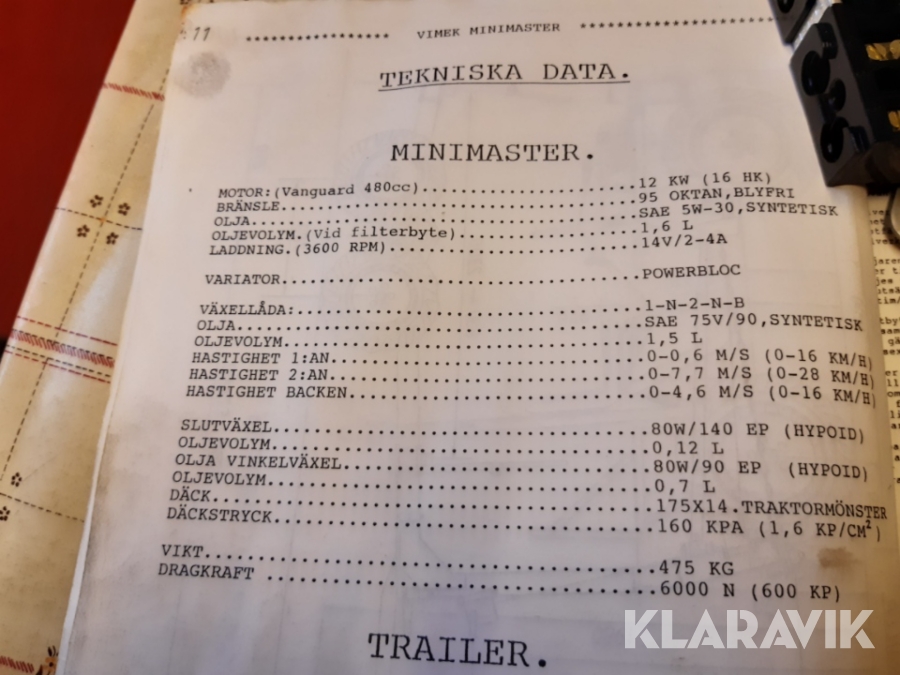 11 ***************** VIMEK MINIMASTER *****************
TEKNISKA DATA.
MINIMASTER.
MOTOR:(Vanguard 480cc)..........................12 KW (16 HK)
BRÄNSLE..........................................95 OKTAN,BLYFRI
OLJA.............................................SAE 5W-30,SYNTETISK
OLJEVOLYM.(Vid filterbyte).......................1,6 L
LADDNING.(3600 RPM)..............................14V/2-4A
VARIATOR.........................................POWERBLOC
VÄXELLÅDA:.......................................1-N-2-N-B
OLJA.............................................SAE 75V/90,SYNTETISK
OLJEVOLYM........................................1,5 L
HASTIGHET 1:AN...................................0-0,6 M/S (0-16 KM/H)
HASTIGHET 2:AN...................................0-7,7 M/S (0-28 KM/H)
HASTIGHET BACKEN.................................0-4,6 M/S (0-16 KM/H)
SLUTVÄXEL........................................80W/140 EP (HYPOID)
OLJEVOLYM........................................0,12 L
OLJA VINKELVÄXEL.................................80W/90 EP (HYPOID)
OLJEVOLYM........................................0,7 L
DÄCK.............................................175X14.TRAKTORMÖNSTER
DÄCKSTRYCK.......................................160 KPA (1,6 KP/CM²)
VIKT.............................................475 KG
DRAGKRAFT .......................................6000 N (600 KP)
TRAILER.
KLARAVIK